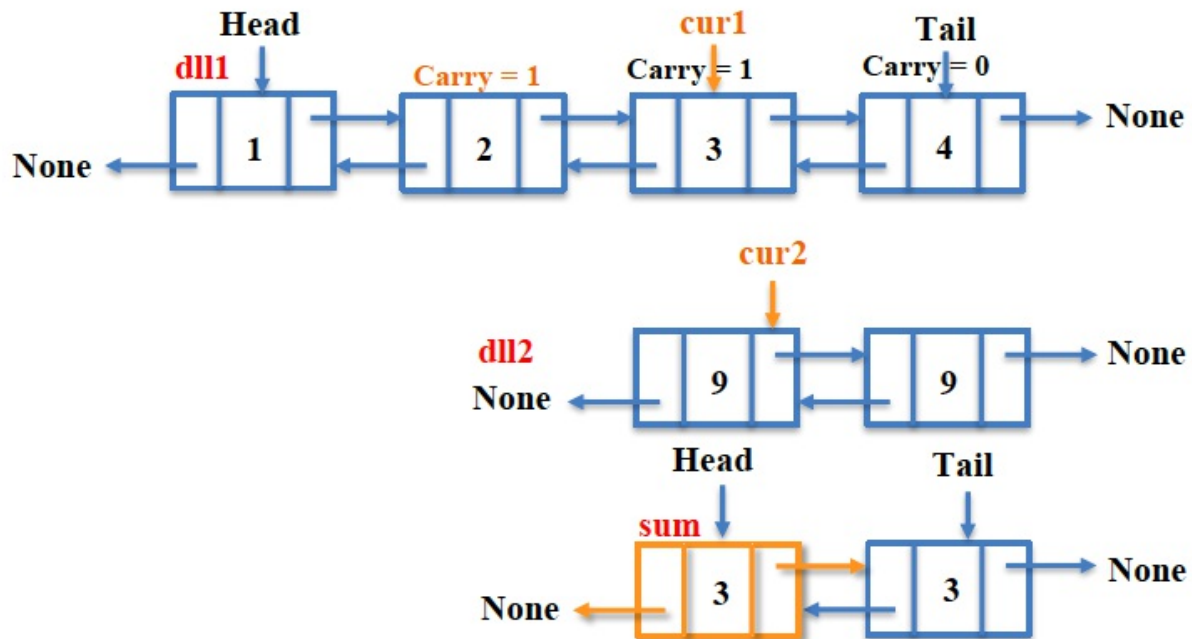 Head
cur1
Tail
dll1
Carry = 1
Carry = 1
Carry = 0
None
1
2
3
4
None
cur2
dll2
None
9
9
None
Head
Tail
sum
None
3
3
None